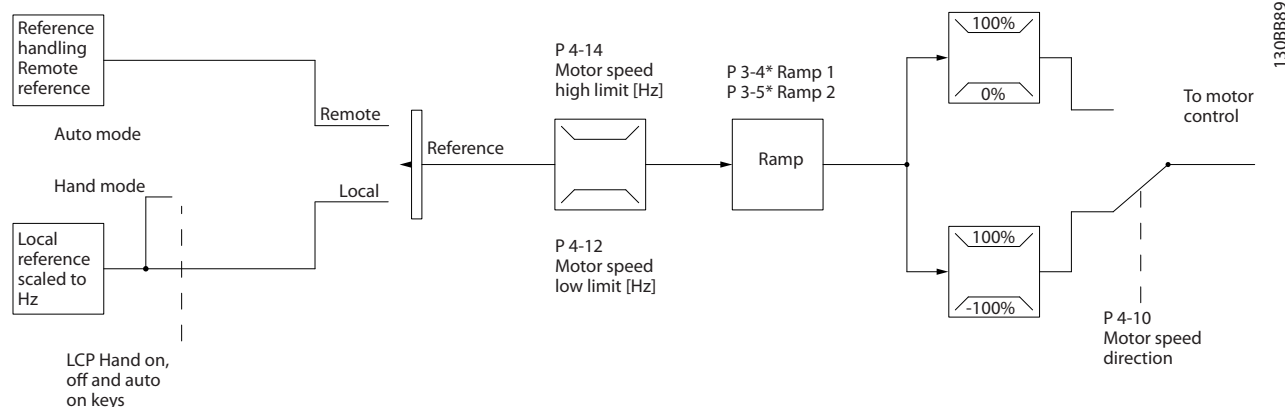 Reference
handling
Remote
reference
Auto mode
Hand mode
Local
reference
scaled to
Hz
LCP Hand on,
off and auto
on keys
Remote
Local
Reference
P 4-14
Motor speed
high limit [Hz]
P 4-12
Motor speed
low limit [Hz]
P 3-4* Ramp 1
P 3-5* Ramp 2
Ramp
100%
0%
100%
-100%
To motor
control
P 4-10
Motor speed
direction
130BB89